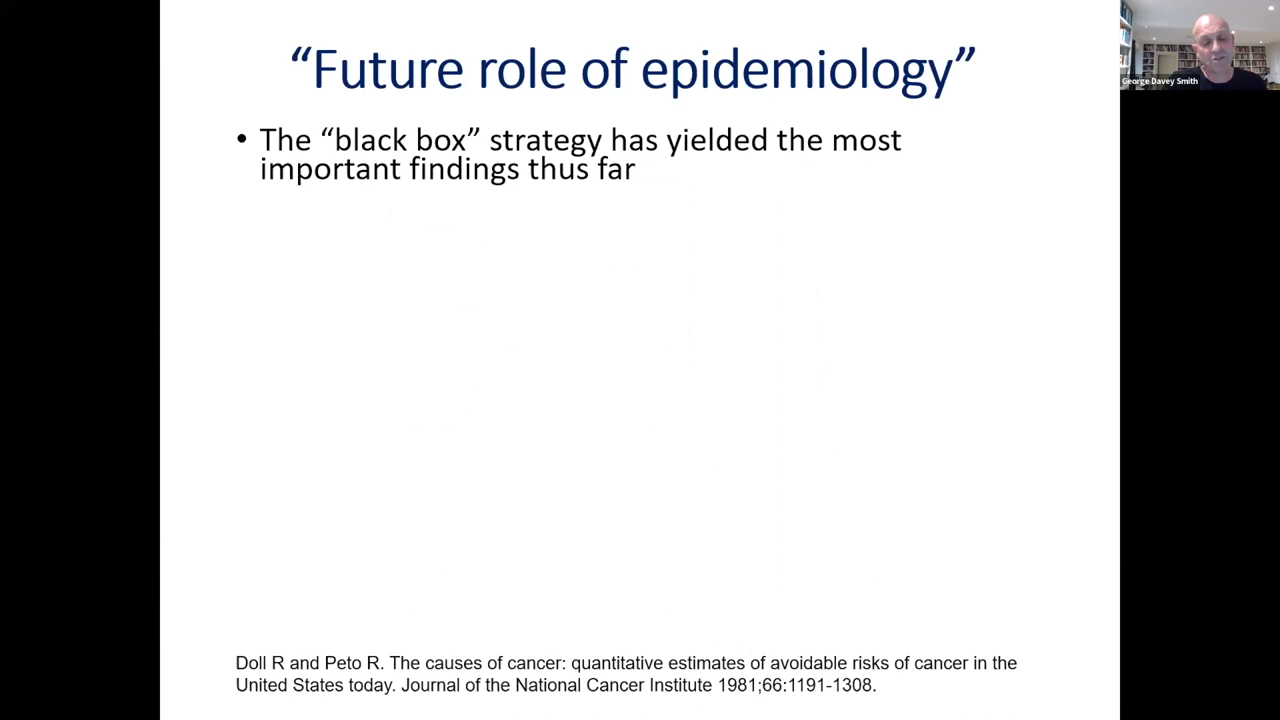 “Future role of epidemiology”
George Davey Smith
• The “black box” strategy has yielded the most
important findings thus far
Doll R and Peto R. The causes of cancer: quantitative estimates of avoidable risks of cancer in the
United States today. Journal of the National Cancer Institute 1981;66:1191-1308.